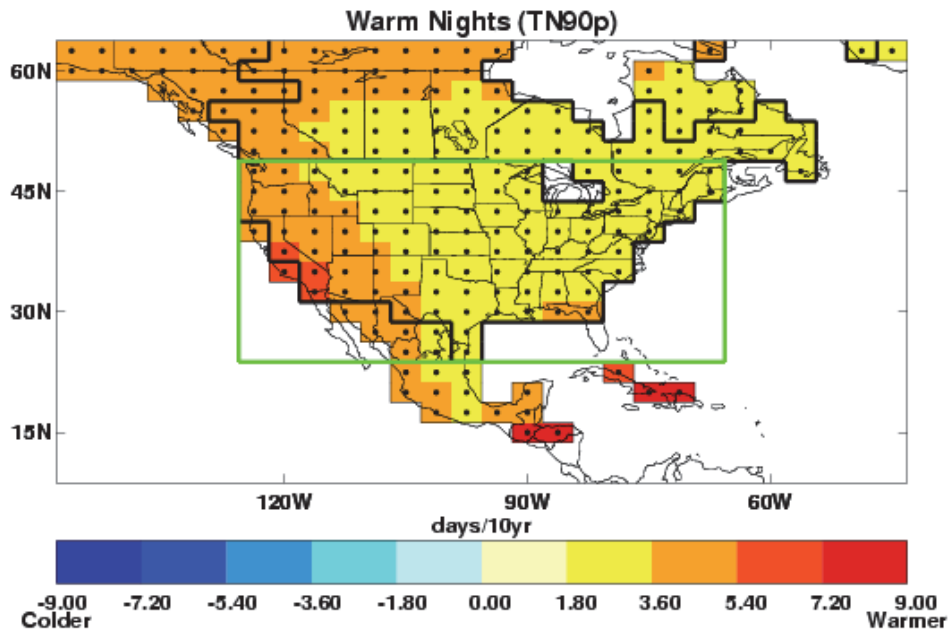 Warm Nights (TN90p)
60N
45N
30N
15N
120W 90W 60W
days/10yr
-9.00 -7.20 -5.40 -3.60 -1.80 0.00 1.80 3.60 5.40 7.20 9.00
Colder Warmer